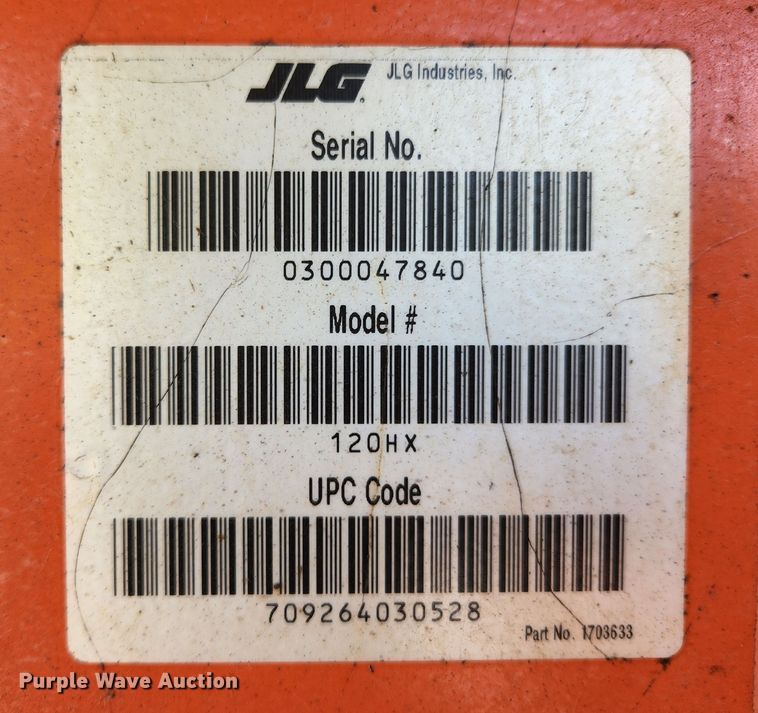 JLG JLG Industries, Inc.
Serial No.
0300047840
Model #
120HX
UPC Code
709264030528
Part No. 1703633
Purple Wave Auction